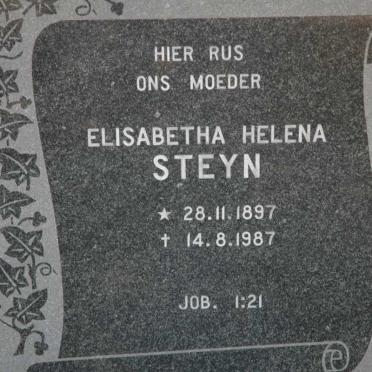 HIER RUS
ONS MOEDER
ELISABETHA HELENA
STEYN
★ 28.11.1897
† 14.8.1987
JOB. 1:21